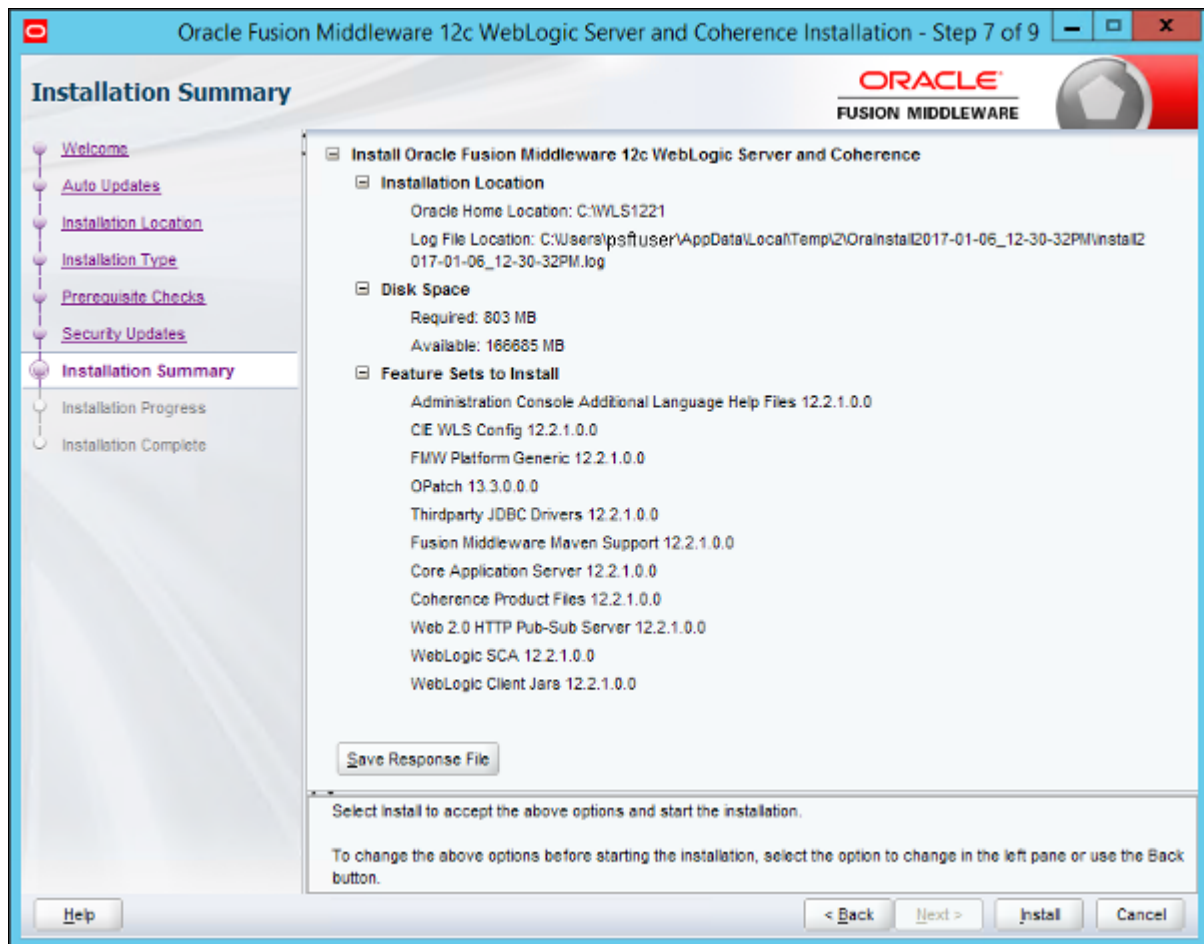 Oracle Fusion Middleware 12c WebLogic Server and Coherence Installation - Step 7 of 9
Installation Summary
ORACLE
FUSION MIDDLEWARE
Welcome
Auto Updates
Installation Location
Installation Type
Prerequisite Checks
Security Updates
Installation Summary
Installation Progress
Installation Complete
Install Oracle Fusion Middleware 12c WebLogic Server and Coherence
Installation Location
Oracle Home Location: C:\WLS1221
Log File Location: C:\Users\psftuser\AppData\Local\Temp\2\OraInstall2017-01-06_12-30-32PM\install2
017-01-06_12-30-32PM.log
Disk Space
Required: 803 MB
Available: 166685 MB
Feature Sets to Install
Administration Console Additional Language Help Files 12.2.1.0.0
CIE WLS Config 12.2.1.0.0
FMW Platform Generic 12.2.1.0.0
OPatch 13.3.0.0.0
Thirdparty JDBC Drivers 12.2.1.0.0
Fusion Middleware Maven Support 12.2.1.0.0
Core Application Server 12.2.1.0.0
Coherence Product Files 12.2.1.0.0
Web 2.0 HTTP Pub-Sub Server 12.2.1.0.0
WebLogic SCA 12.2.1.0.0
WebLogic Client Jars 12.2.1.0.0
Save Response File
Select Install to accept the above options and start the installation.
To change the above options before starting the installation, select the option to change in the left pane or use the Back
button.
Help
< Back
Next >
Install
Cancel